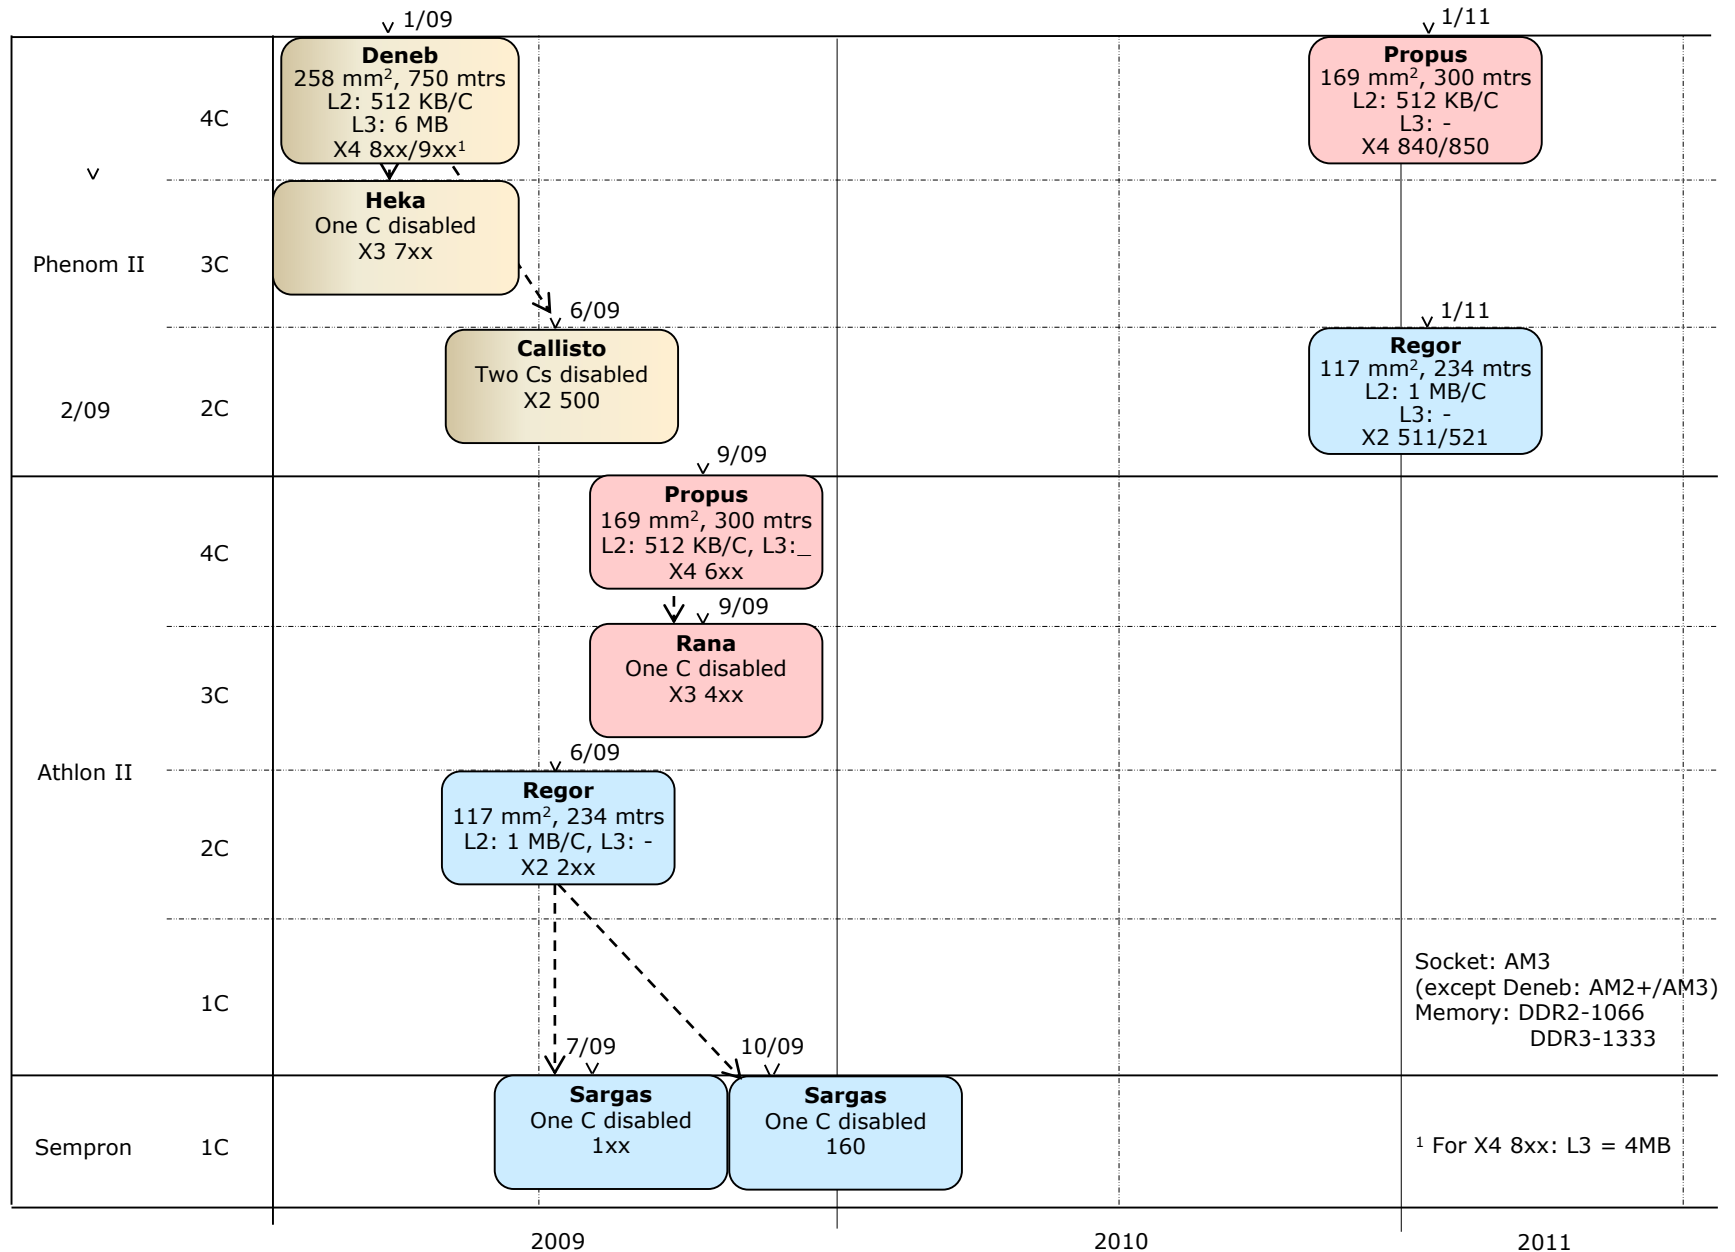 1/09
1/11
Deneb
258 mm², 750 mtrs
L2: 512 KB/C
L3: 6 MB
X4 8xx/9xx¹
Propus
169 mm², 300 mtrs
L2: 512 KB/C
L3: -
X4 840/850
4C
Heka
One C disabled
X3 7xx
Phenom II
3C
6/09
1/11
Callisto
Two Cs disabled
X2 500
Regor
117 mm², 234 mtrs
L2: 1 MB/C
L3: -
X2 511/521
2/09
2C
9/09
Propus
169 mm², 300 mtrs
L2: 512 KB/C, L3:_
X4 6xx
4C
9/09
Rana
One C disabled
X3 4xx
3C
Athlon II
6/09
Regor
117 mm², 234 mtrs
L2: 1 MB/C, L3: -
X2 2xx
2C
1C
Socket: AM3
(except Deneb: AM2+/AM3)
Memory: DDR2-1066
DDR3-1333
7/09
10/09
Sargas
One C disabled
1xx
Sargas
One C disabled
160
Sempron
1C
¹ For X4 8xx: L3 = 4MB
2009
2010
2011